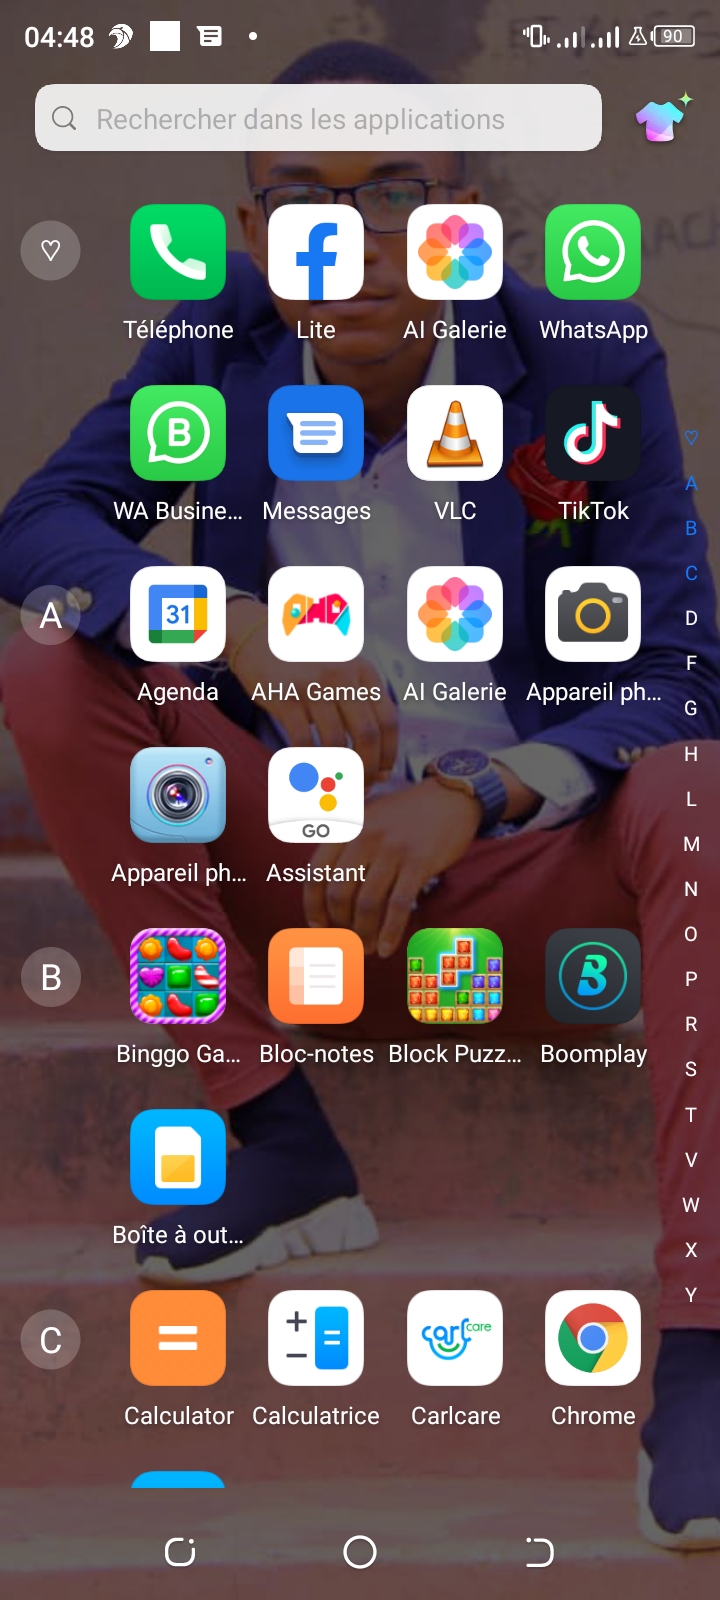 04:48
90
Rechercher dans les applications
♡
Téléphone
Lite
AI Galerie
WhatsApp
B
WA Busine...
Messages
VLC
TikTok
♡
A
B
C
D
F
G
H
L
M
N
O
P
R
S
T
V
W
X
Y
A
31
AHA
Agenda
AHA Games
AI Galerie
Appareil ph...
GO
Appareil ph...
Assistant
B
B
Binggo Ga...
Bloc-notes
Block Puzz...
Boomplay
Boîte à out...
C
carlcare
Calculator
Calculatrice
Carlcare
Chrome